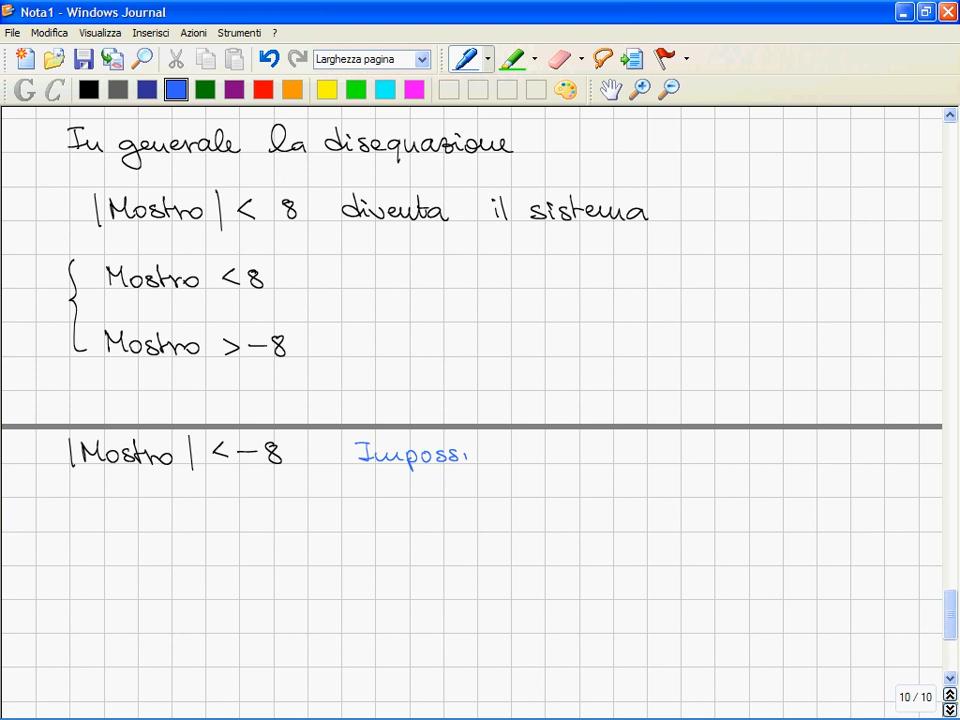 Nota1 - Windows Journal
File Modifica Visualizza Inserisci Azioni Strumenti ?
Larghezza pagina
G C
In generale la disequazione
|Mostro| < 8 diventa il sistema
Mostro < 8
Mostro > -8
|Mostro| < -8 Impossi
10 / 10